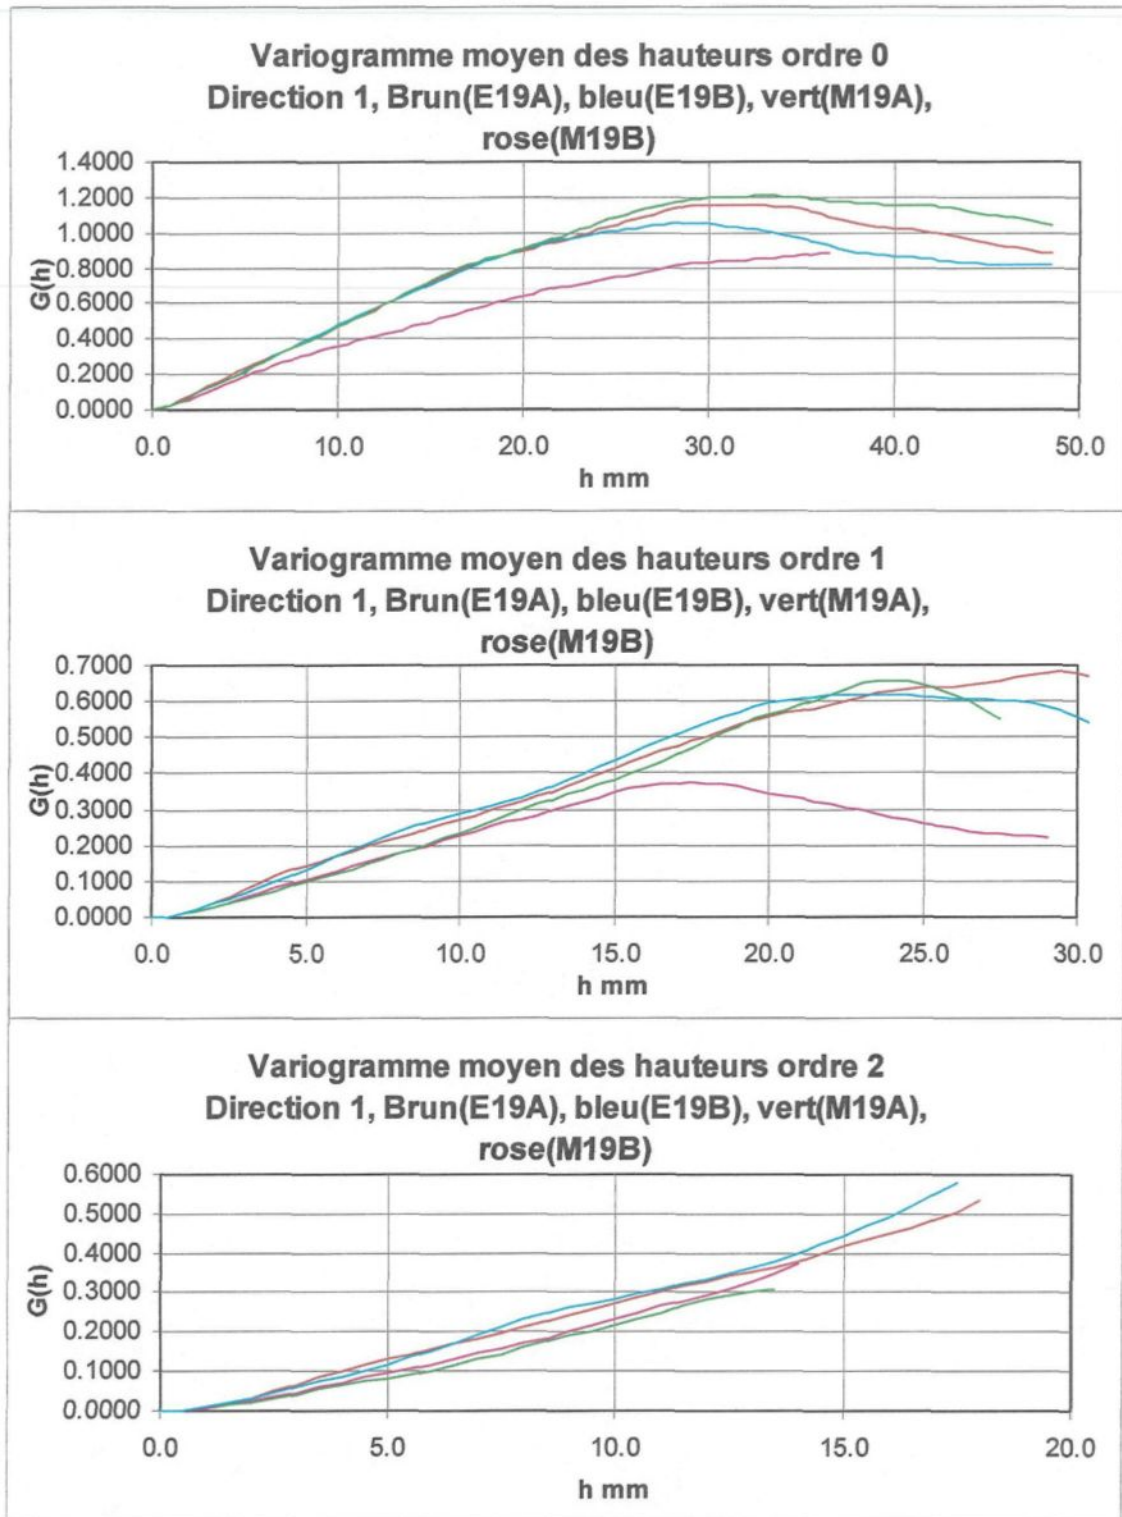 Variogramme moyen des hauteurs ordre 0
Direction 1, Brun(E19A), bleu(E19B), vert(M19A),
rose(M19B)
1.4000
1.2000
1.0000
0.8000
0.6000
0.4000
0.2000
0.0000
G(h)
0.0 10.0 20.0 30.0 40.0 50.0
h mm
Variogramme moyen des hauteurs ordre 1
Direction 1, Brun(E19A), bleu(E19B), vert(M19A),
rose(M19B)
0.7000
0.6000
0.5000
0.4000
0.3000
0.2000
0.1000
0.0000
G(h)
0.0 5.0 10.0 15.0 20.0 25.0 30.0
h mm
Variogramme moyen des hauteurs ordre 2
Direction 1, Brun(E19A), bleu(E19B), vert(M19A),
rose(M19B)
0.6000
0.5000
0.4000
0.3000
0.2000
0.1000
0.0000
G(h)
0.0 5.0 10.0 15.0 20.0
h mm